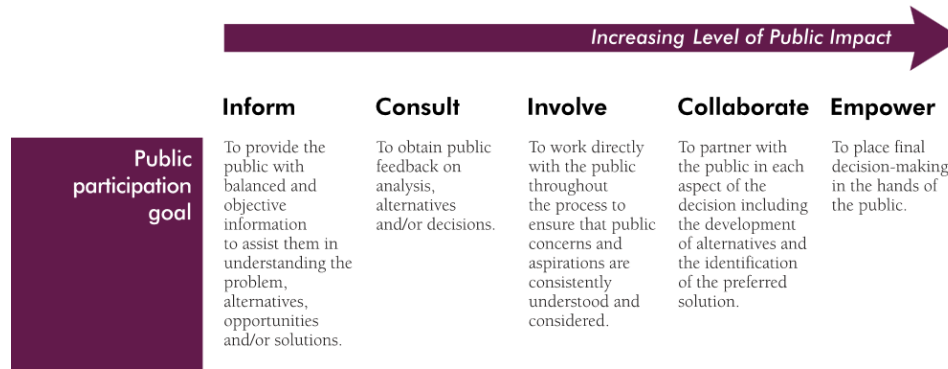 Increasing Level of Public Impact
Inform
Consult
Involve
Collaborate
Empower
Public
participation
goal
To provide the
public with
balanced and
objective
information
to assist them in
understanding the
problem,
alternatives,
opportunities
and/or solutions.
To obtain public
feedback on
analysis,
alternatives
and/or decisions.
To work directly
with the public
throughout
the process to
ensure that public
concerns and
aspirations are
consistently
understood and
considered.
To partner with
the public in each
aspect of the
decision including
the development
of alternatives and
the identification
of the preferred
solution.
To place final
decision-making
in the hands of
the public.